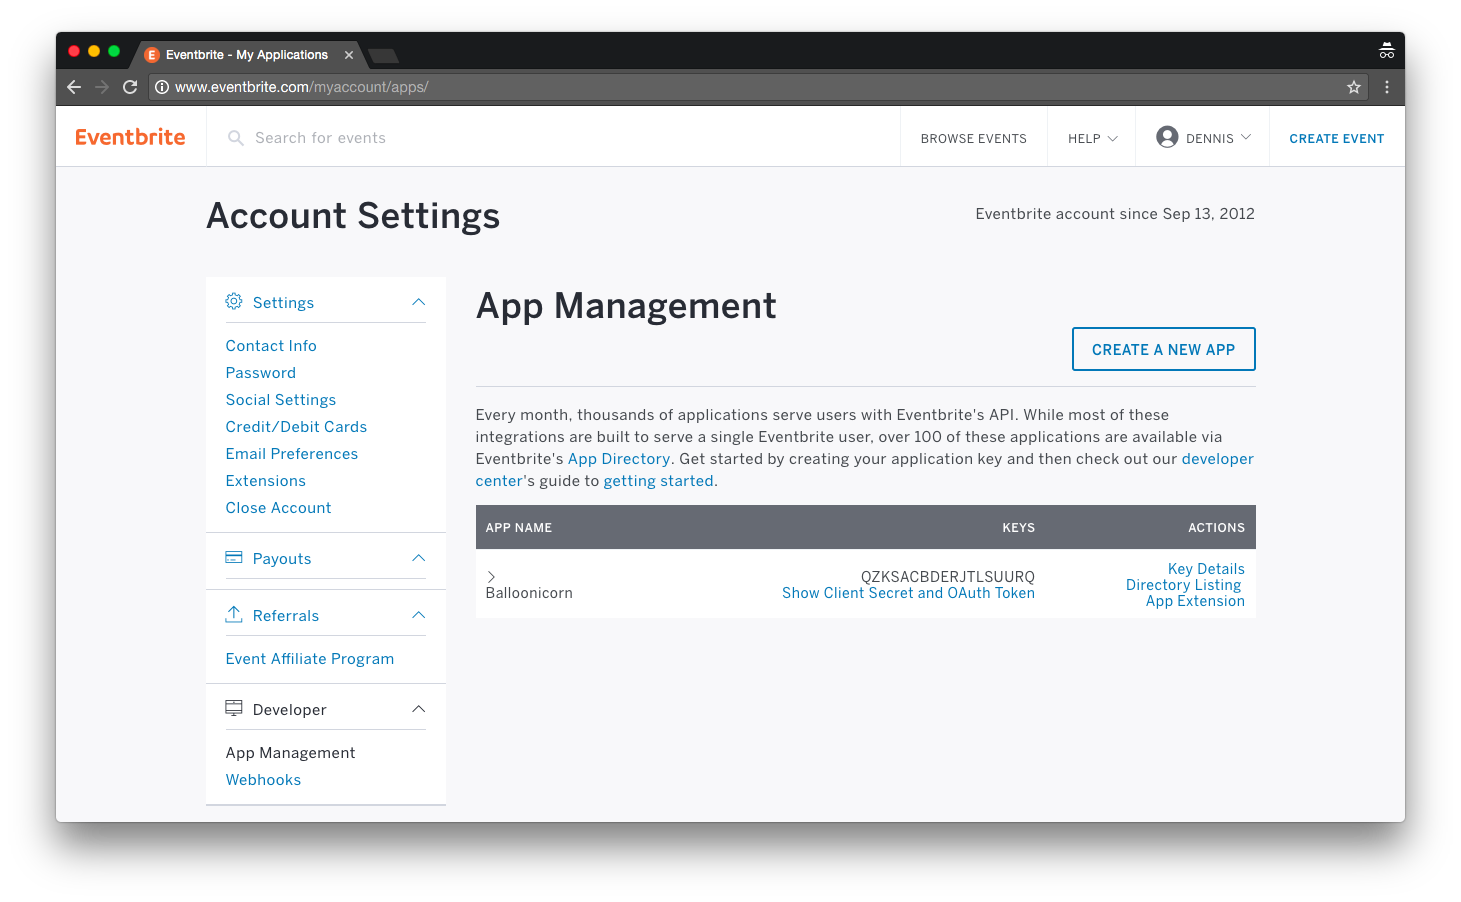 Eventbrite - My Applications
www.eventbrite.com/myaccount/apps/
Eventbrite
Search for events
BROWSE EVENTS
HELP
DENNIS
CREATE EVENT
Account Settings
Eventbrite account since Sep 13, 2012
Settings
Contact Info
Password
Social Settings
Credit/Debit Cards
Email Preferences
Extensions
Close Account
Payouts
Referrals
Event Affiliate Program
Developer
App Management
Webhooks
App Management
CREATE A NEW APP
Every month, thousands of applications serve users with Eventbrite's API. While most of these
integrations are built to serve a single Eventbrite user, over 100 of these applications are available via
Eventbrite's App Directory. Get started by creating your application key and then check out our developer
center's guide to getting started.
APP NAME KEYS ACTIONS
Balloonicorn
QZKSACBDERJTLSUURQ
Show Client Secret and OAuth Token
Key Details
Directory Listing
App Extension